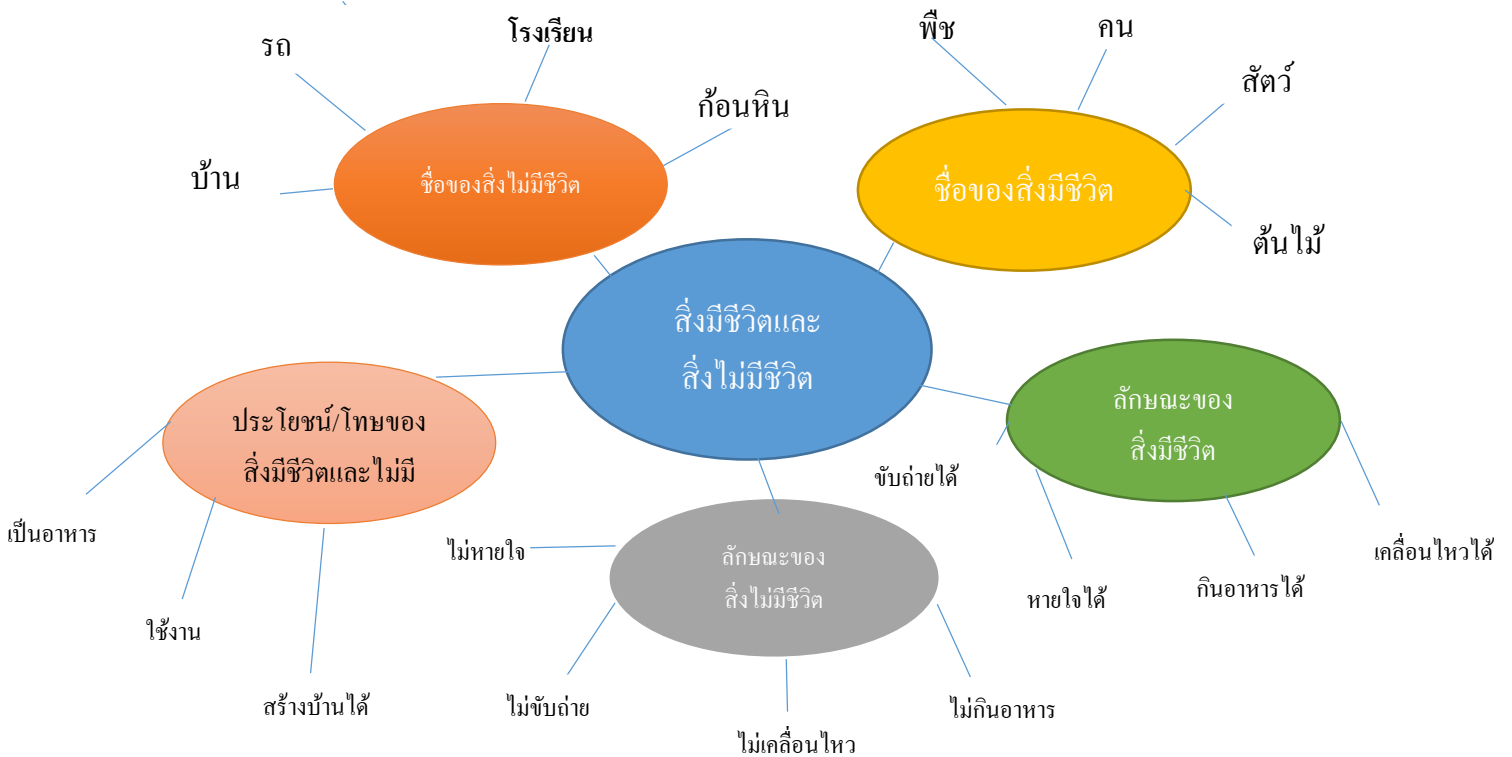 รถ
โรงเรียน
ก้อนหิน
บ้าน
ชื่อของสิ่งไม่มีชีวิต
พืช
คน
สัตว์
ต้นไม้
ชื่อของสิ่งมีชีวิต
สิ่งมีชีวิตและ
สิ่งไม่มีชีวิต
ประโยชน์/โทษของ
สิ่งมีชีวิตและไม่มี
เป็นอาหาร
ใช้งาน
สร้างบ้านได้
ลักษณะของ
สิ่งไม่มีชีวิต
ไม่หายใจ
ไม่ขับถ่าย
ไม่เคลื่อนไหว
ไม่กินอาหาร
ลักษณะของ
สิ่งมีชีวิต
ขับถ่ายได้
หายใจได้
กินอาหารได้
เคลื่อนไหวได้